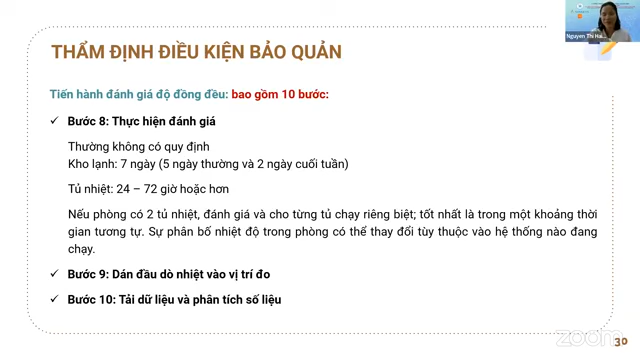 Nguyen Thi Ha...
THẨM ĐỊNH ĐIỀU KIỆN BẢO QUẢN
Tiến hành đánh giá độ đồng đều: bao gồm 10 bước:
✓ Bước 8: Thực hiện đánh giá
Thường không có quy định
Kho lạnh: 7 ngày (5 ngày thường và 2 ngày cuối tuần)
Tủ nhiệt: 24 – 72 giờ hoặc hơn
Nếu phòng có 2 tủ nhiệt, đánh giá và cho từng tủ chạy riêng biệt; tốt nhất là trong một khoảng thời
gian tương tự. Sự phân bố nhiệt độ trong phòng có thể thay đổi tùy thuộc vào hệ thống nào đang
chạy.
✓ Bước 9: Dán đầu dò nhiệt vào vị trí đo
✓ Bước 10: Tải dữ liệu và phân tích số liệu
zoom
30